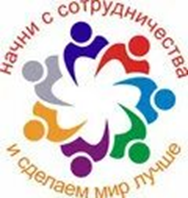 начни с сотрудничества
и сделаем мир лучше